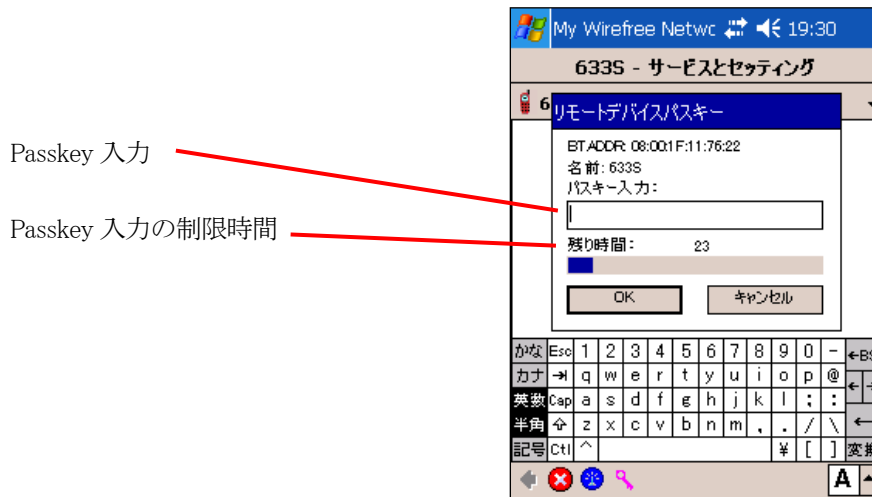 My Wirefree Netwc 19:30
633S - サービスとセッティング
6
リモートデバイスパスキー
BT ADDR: 08:00:1F:11:76:22
名前: 633S
パスキー入力:
Passkey 入力
Passkey 入力の制限時間
残り時間: 23
OK キャンセル
かな Esc 1 2 3 4 5 6 7 8 9 0 - ←BS
カナ q w e r t y u i o p @
英数 Cap a s d f g h j k l ; :
半角 z x c v b n m , . / \
記号 Ctl ^ ¥ [ ] 変換
A